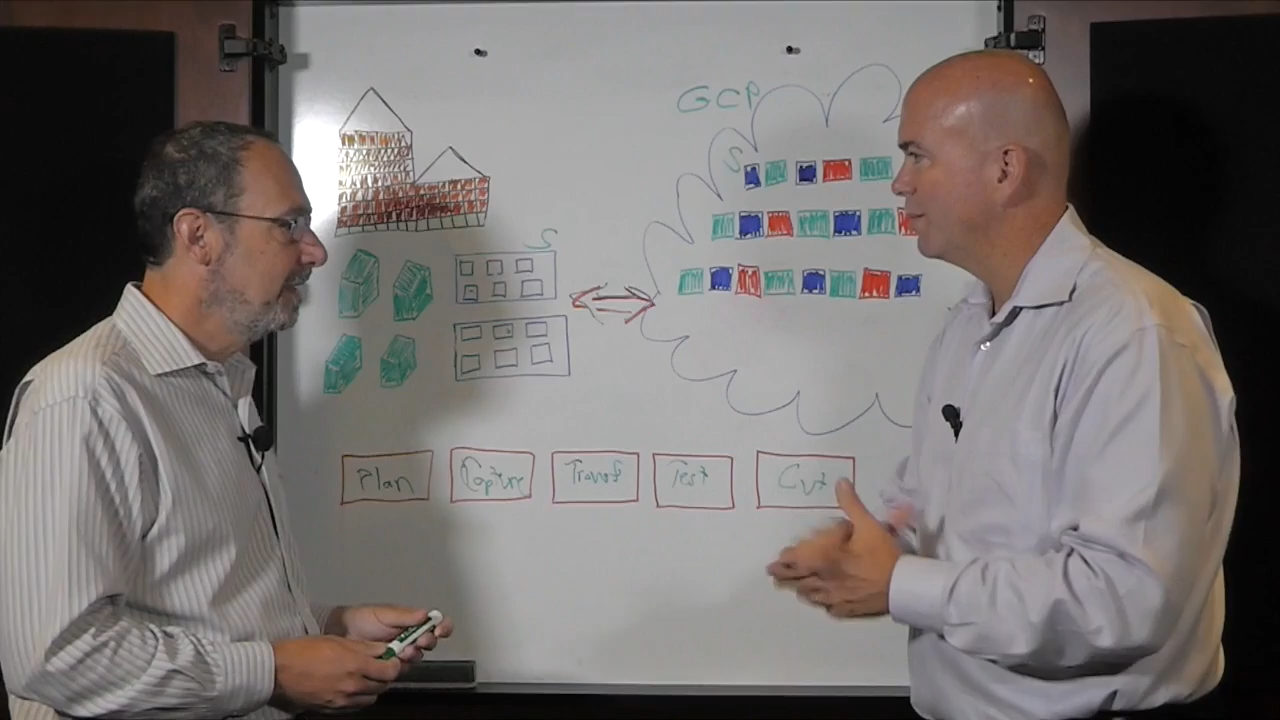 GCP
S
S
Plan
Capture
Transf
Test
Cut